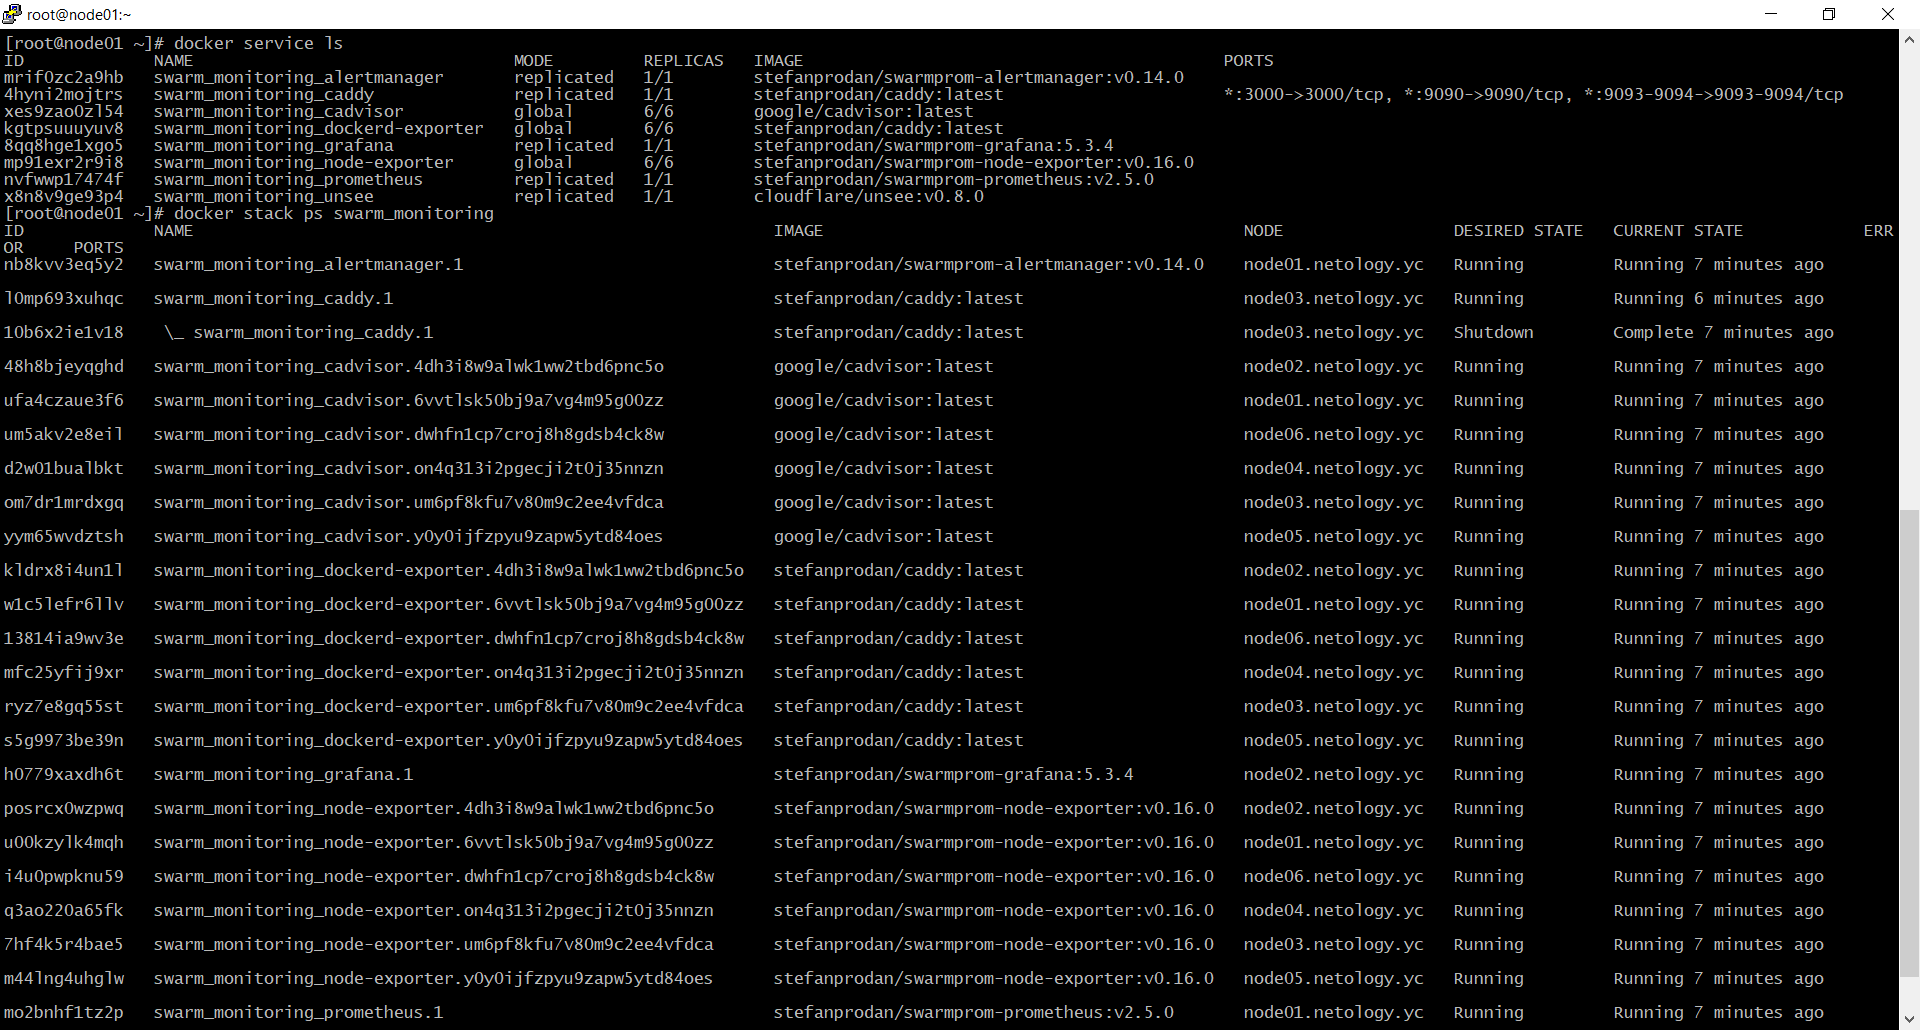 root@node01:~
[root@node01 ~]# docker service ls
ID NAME MODE REPLICAS IMAGE PORTS
mrif0zc2a9hb swarm_monitoring_alertmanager replicated 1/1 stefanprodan/swarmprom-alertmanager:v0.14.0
4hyni2mojtrs swarm_monitoring_caddy replicated 1/1 stefanprodan/caddy:latest *:3000->3000/tcp, *:9090->9090/tcp, *:9093-9094->9093-9094/tcp
xes9zao0zl54 swarm_monitoring_cadvisor global 6/6 google/cadvisor:latest
kgtpsuuuyuv8 swarm_monitoring_dockerd-exporter global 6/6 stefanprodan/caddy:latest
8qq8hge1xgo5 swarm_monitoring_grafana replicated 1/1 stefanprodan/swarmprom-grafana:5.3.4
mp91exr2r9i8 swarm_monitoring_node-exporter global 6/6 stefanprodan/swarmprom-node-exporter:v0.16.0
nvfwwp17474f swarm_monitoring_prometheus replicated 1/1 stefanprodan/swarmprom-prometheus:v2.5.0
x8n8v9ge93p4 swarm_monitoring_unsee replicated 1/1 cloudflare/unsee:v0.8.0
[root@node01 ~]# docker stack ps swarm_monitoring
ID NAME IMAGE NODE DESIRED STATE CURRENT STATE ERR
OR PORTS
nb8kvv3eq5y2 swarm_monitoring_alertmanager.1 stefanprodan/swarmprom-alertmanager:v0.14.0 node01.netology.yc Running Running 7 minutes ago
l0mp693xuhqc swarm_monitoring_caddy.1 stefanprodan/caddy:latest node03.netology.yc Running Running 6 minutes ago
10b6x2ie1v18 \_ swarm_monitoring_caddy.1 stefanprodan/caddy:latest node03.netology.yc Shutdown Complete 7 minutes ago
48h8bjeyqghd swarm_monitoring_cadvisor.4dh3i8w9alwk1ww2tbd6pnc5o google/cadvisor:latest node02.netology.yc Running Running 7 minutes ago
ufa4czaue3f6 swarm_monitoring_cadvisor.6vvtlsk50bj9a7vg4m95g00zz google/cadvisor:latest node01.netology.yc Running Running 7 minutes ago
um5akv2e8eil swarm_monitoring_cadvisor.dwhfn1cp7croj8h8gdsb4ck8w google/cadvisor:latest node06.netology.yc Running Running 7 minutes ago
d2w01bualbkt swarm_monitoring_cadvisor.on4q313i2pgecji2t0j35nnzn google/cadvisor:latest node04.netology.yc Running Running 7 minutes ago
om7dr1mrdxgq swarm_monitoring_cadvisor.um6pf8kfu7v80m9c2ee4vfdca google/cadvisor:latest node03.netology.yc Running Running 7 minutes ago
yym65wvdztsh swarm_monitoring_cadvisor.y0y0ijfzpyu9zapw5ytd84oes google/cadvisor:latest node05.netology.yc Running Running 7 minutes ago
kldrx8i4un1l swarm_monitoring_dockerd-exporter.4dh3i8w9alwk1ww2tbd6pnc5o stefanprodan/caddy:latest node02.netology.yc Running Running 7 minutes ago
w1c5lefr6llv swarm_monitoring_dockerd-exporter.6vvtlsk50bj9a7vg4m95g00zz stefanprodan/caddy:latest node01.netology.yc Running Running 7 minutes ago
13814ia9wv3e swarm_monitoring_dockerd-exporter.dwhfn1cp7croj8h8gdsb4ck8w stefanprodan/caddy:latest node06.netology.yc Running Running 7 minutes ago
mfc25yfij9xr swarm_monitoring_dockerd-exporter.on4q313i2pgecji2t0j35nnzn stefanprodan/caddy:latest node04.netology.yc Running Running 7 minutes ago
ryz7e8gq55st swarm_monitoring_dockerd-exporter.um6pf8kfu7v80m9c2ee4vfdca stefanprodan/caddy:latest node03.netology.yc Running Running 7 minutes ago
s5g9973be39n swarm_monitoring_dockerd-exporter.y0y0ijfzpyu9zapw5ytd84oes stefanprodan/caddy:latest node05.netology.yc Running Running 7 minutes ago
h0779xaxdh6t swarm_monitoring_grafana.1 stefanprodan/swarmprom-grafana:5.3.4 node02.netology.yc Running Running 7 minutes ago
posrcx0wzpwq swarm_monitoring_node-exporter.4dh3i8w9alwk1ww2tbd6pnc5o stefanprodan/swarmprom-node-exporter:v0.16.0 node02.netology.yc Running Running 7 minutes ago
u00kzylk4mqh swarm_monitoring_node-exporter.6vvtlsk50bj9a7vg4m95g00zz stefanprodan/swarmprom-node-exporter:v0.16.0 node01.netology.yc Running Running 7 minutes ago
i4u0pwpknu59 swarm_monitoring_node-exporter.dwhfn1cp7croj8h8gdsb4ck8w stefanprodan/swarmprom-node-exporter:v0.16.0 node06.netology.yc Running Running 7 minutes ago
q3ao220a65fk swarm_monitoring_node-exporter.on4q313i2pgecji2t0j35nnzn stefanprodan/swarmprom-node-exporter:v0.16.0 node04.netology.yc Running Running 7 minutes ago
7hf4k5r4bae5 swarm_monitoring_node-exporter.um6pf8kfu7v80m9c2ee4vfdca stefanprodan/swarmprom-node-exporter:v0.16.0 node03.netology.yc Running Running 7 minutes ago
m44lng4uhglw swarm_monitoring_node-exporter.y0y0ijfzpyu9zapw5ytd84oes stefanprodan/swarmprom-node-exporter:v0.16.0 node05.netology.yc Running Running 7 minutes ago
mo2bnhf1tz2p swarm_monitoring_prometheus.1 stefanprodan/swarmprom-prometheus:v2.5.0 node01.netology.yc Running Running 7 minutes ago